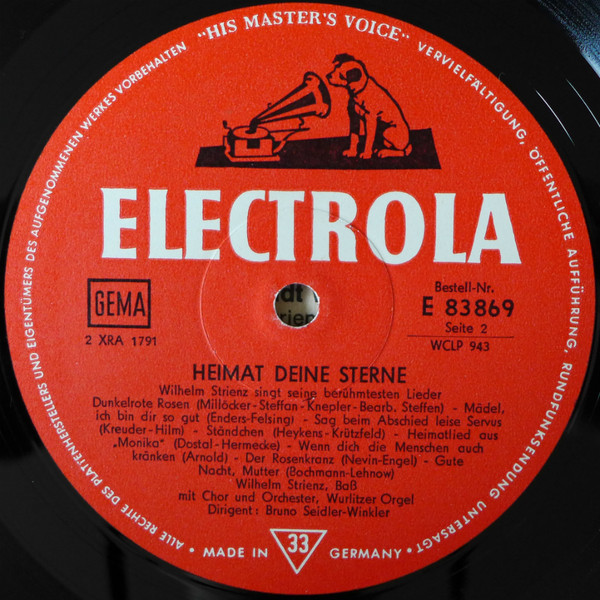 "HIS MASTER'S VOICE"
VERVIELFÄLTIGUNG, ÖFFENTLICHE AUFFÜHRUNG, RUNDFUNKSENDUNG UNTERSAGT •
ALLE RECHTE DES PLATTENHERSTELLERS UND EIGENTÜMERS DES AUFGENOMMENEN WERKES VORBEHALTEN
ELECTROLA
GEMA
2 XRA 1791
Bestell-Nr.
E 83869
Seite 2
WCLP 943
HEIMAT DEINE STERNE
Wilhelm Strienz singt seine berühmtesten Lieder
Dunkelrote Rosen (Millöcker-Steffan-Knepler-Bearb. Steffen) - Mädel,
ich bin dir so gut (Enders-Felsing) - Sag beim Abschied leise Servus
(Kreuder-Hilm) - Ständchen (Heykens-Krützfeld) - Heimatlied aus
„Monika" (Dostal-Hermecke) - Wenn dich die Menschen auch
kränken (Arnold) - Der Rosenkranz (Nevin-Engel) - Gute
Nacht, Mutter (Bochmann-Lehnow)
Wilhelm Strienz, Baß
mit Chor und Orchester, Wurlitzer Orgel
Dirigent: Bruno Seidler-Winkler
• MADE IN 33 GERMANY •